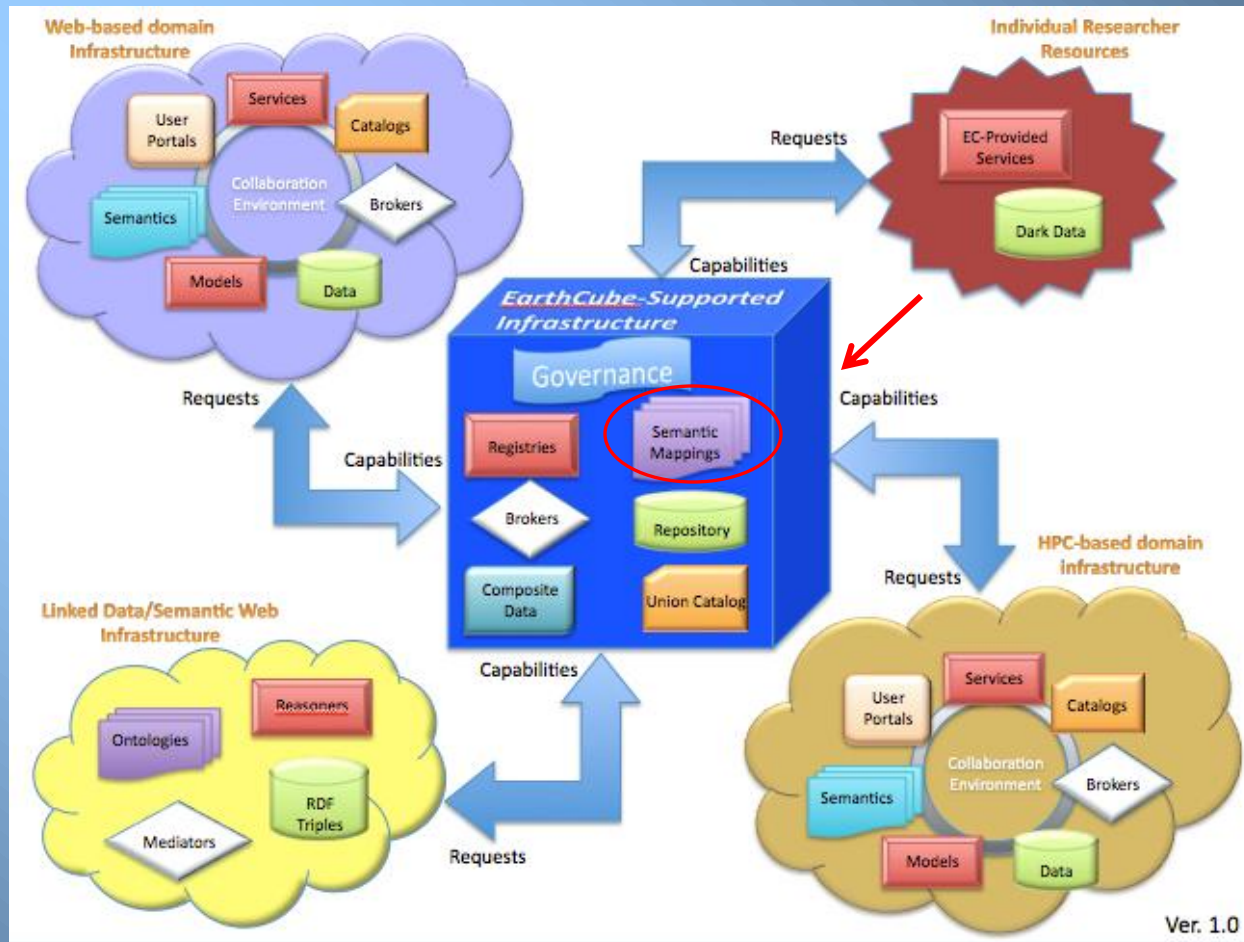 Web-based domain
Infrastructure
Services
User
Portals
Catalogs
Collaboration
Environment
Semantics
Brokers
Models
Data
Individual Researcher
Resources
EC-Provided
Services
Dark Data
Requests
Capabilities
EarthCube-Supported
Infrastructure
Governance
Registries
Semantic
Mappings
Brokers
Repository
Composite
Data
Union Catalog
Requests
Capabilities
Capabilities
Requests
Capabilities
Requests
Linked Data/Semantic Web
Infrastructure
Reasoners
Ontologies
RDF
Triples
Mediators
HPC-based domain
infrastructure
Services
User
Portals
Catalogs
Collaboration
Environment
Semantics
Brokers
Models
Data
Ver. 1.0